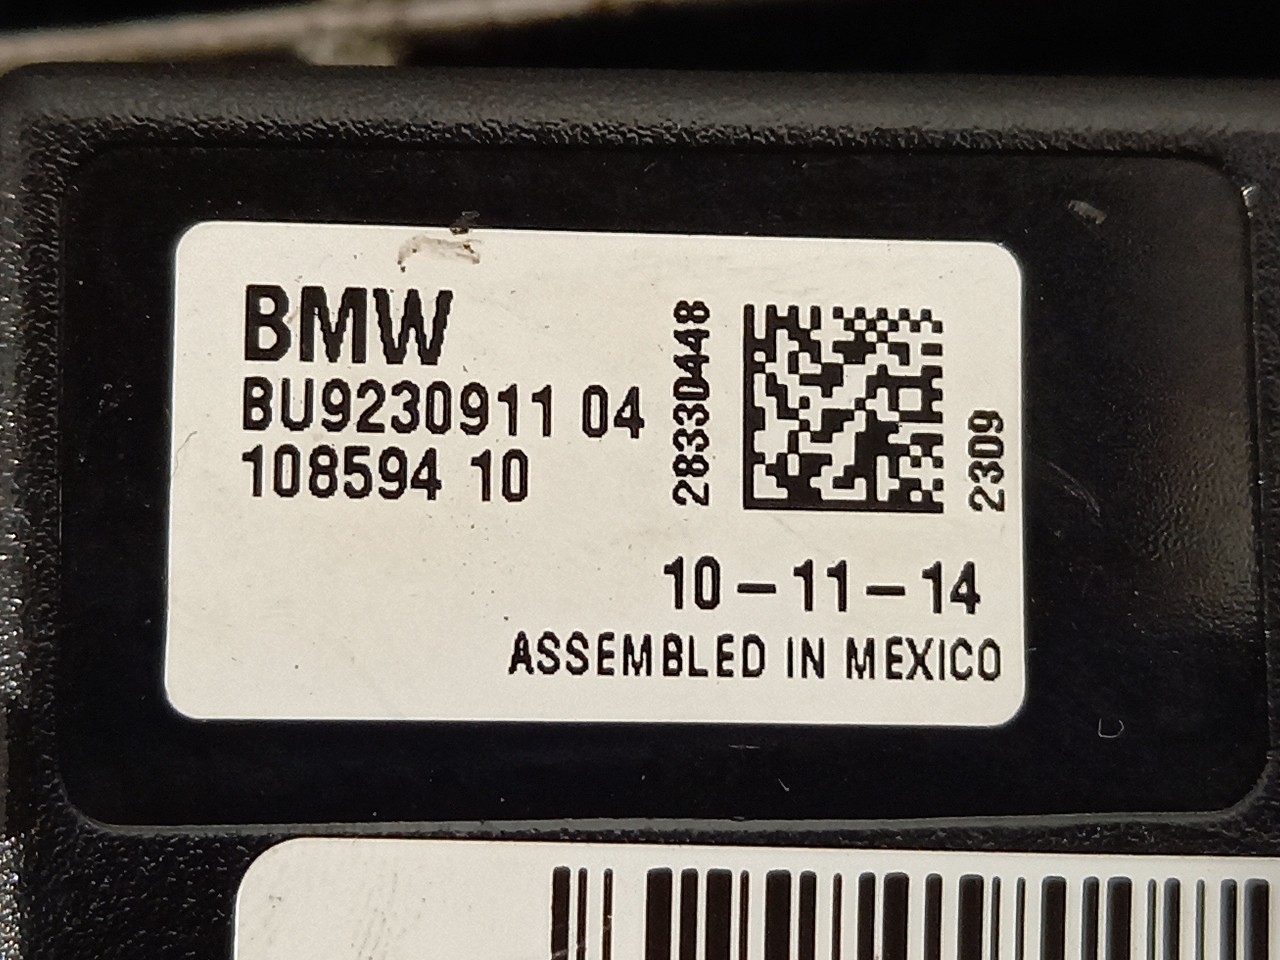 BMW
BU9230911 04
108594 10
28330448
2309
10-11-14
ASSEMBLED IN MEXICO